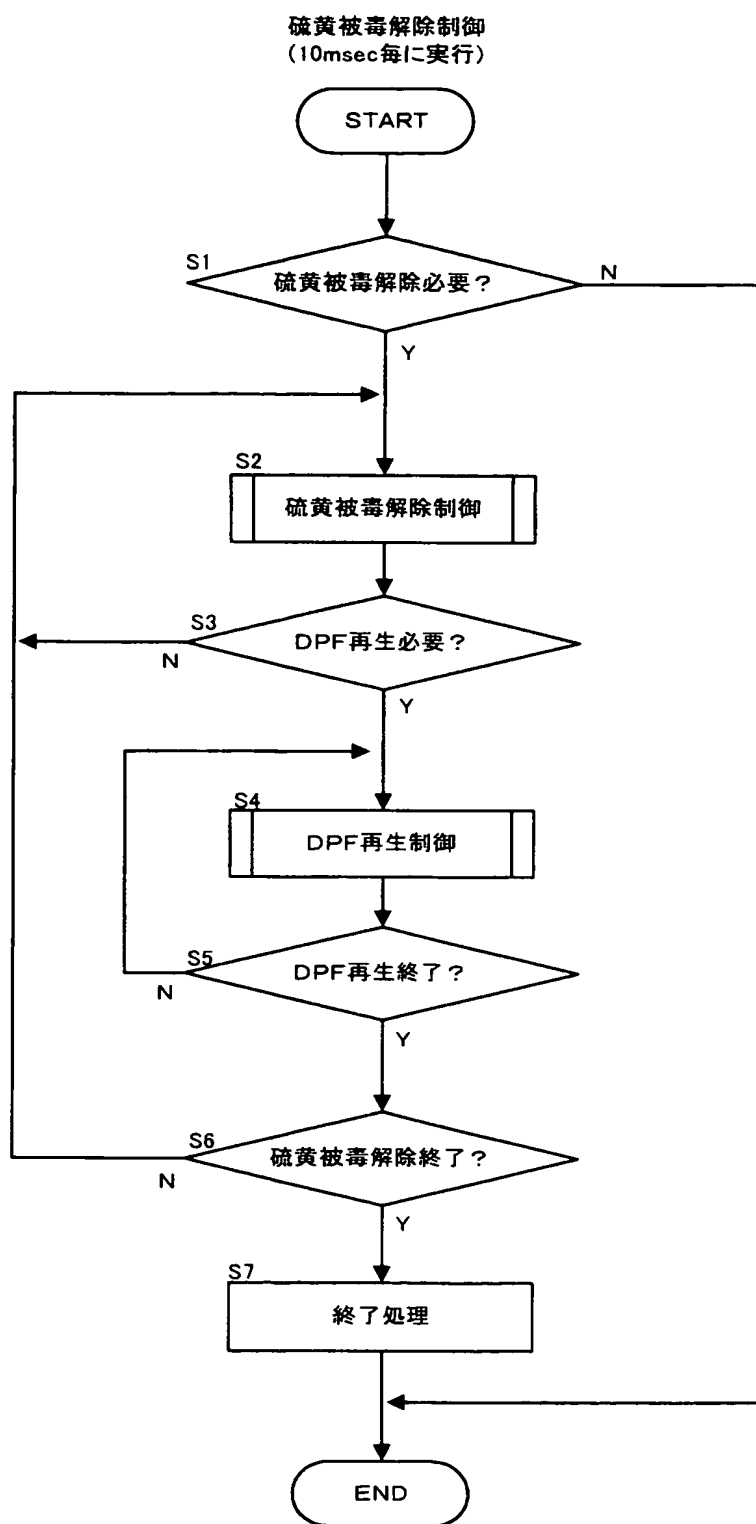 硫黄被毒解除制御
(10msec毎に実行)
START
S1
硫黄被毒解除必要?
N
Y
S2
硫黄被毒解除制御
S3
DPF再生必要?
N
Y
S4
DPF再生制御
S5
DPF再生終了?
N
Y
S6
硫黄被毒解除終了?
N
Y
S7
終了処理
END